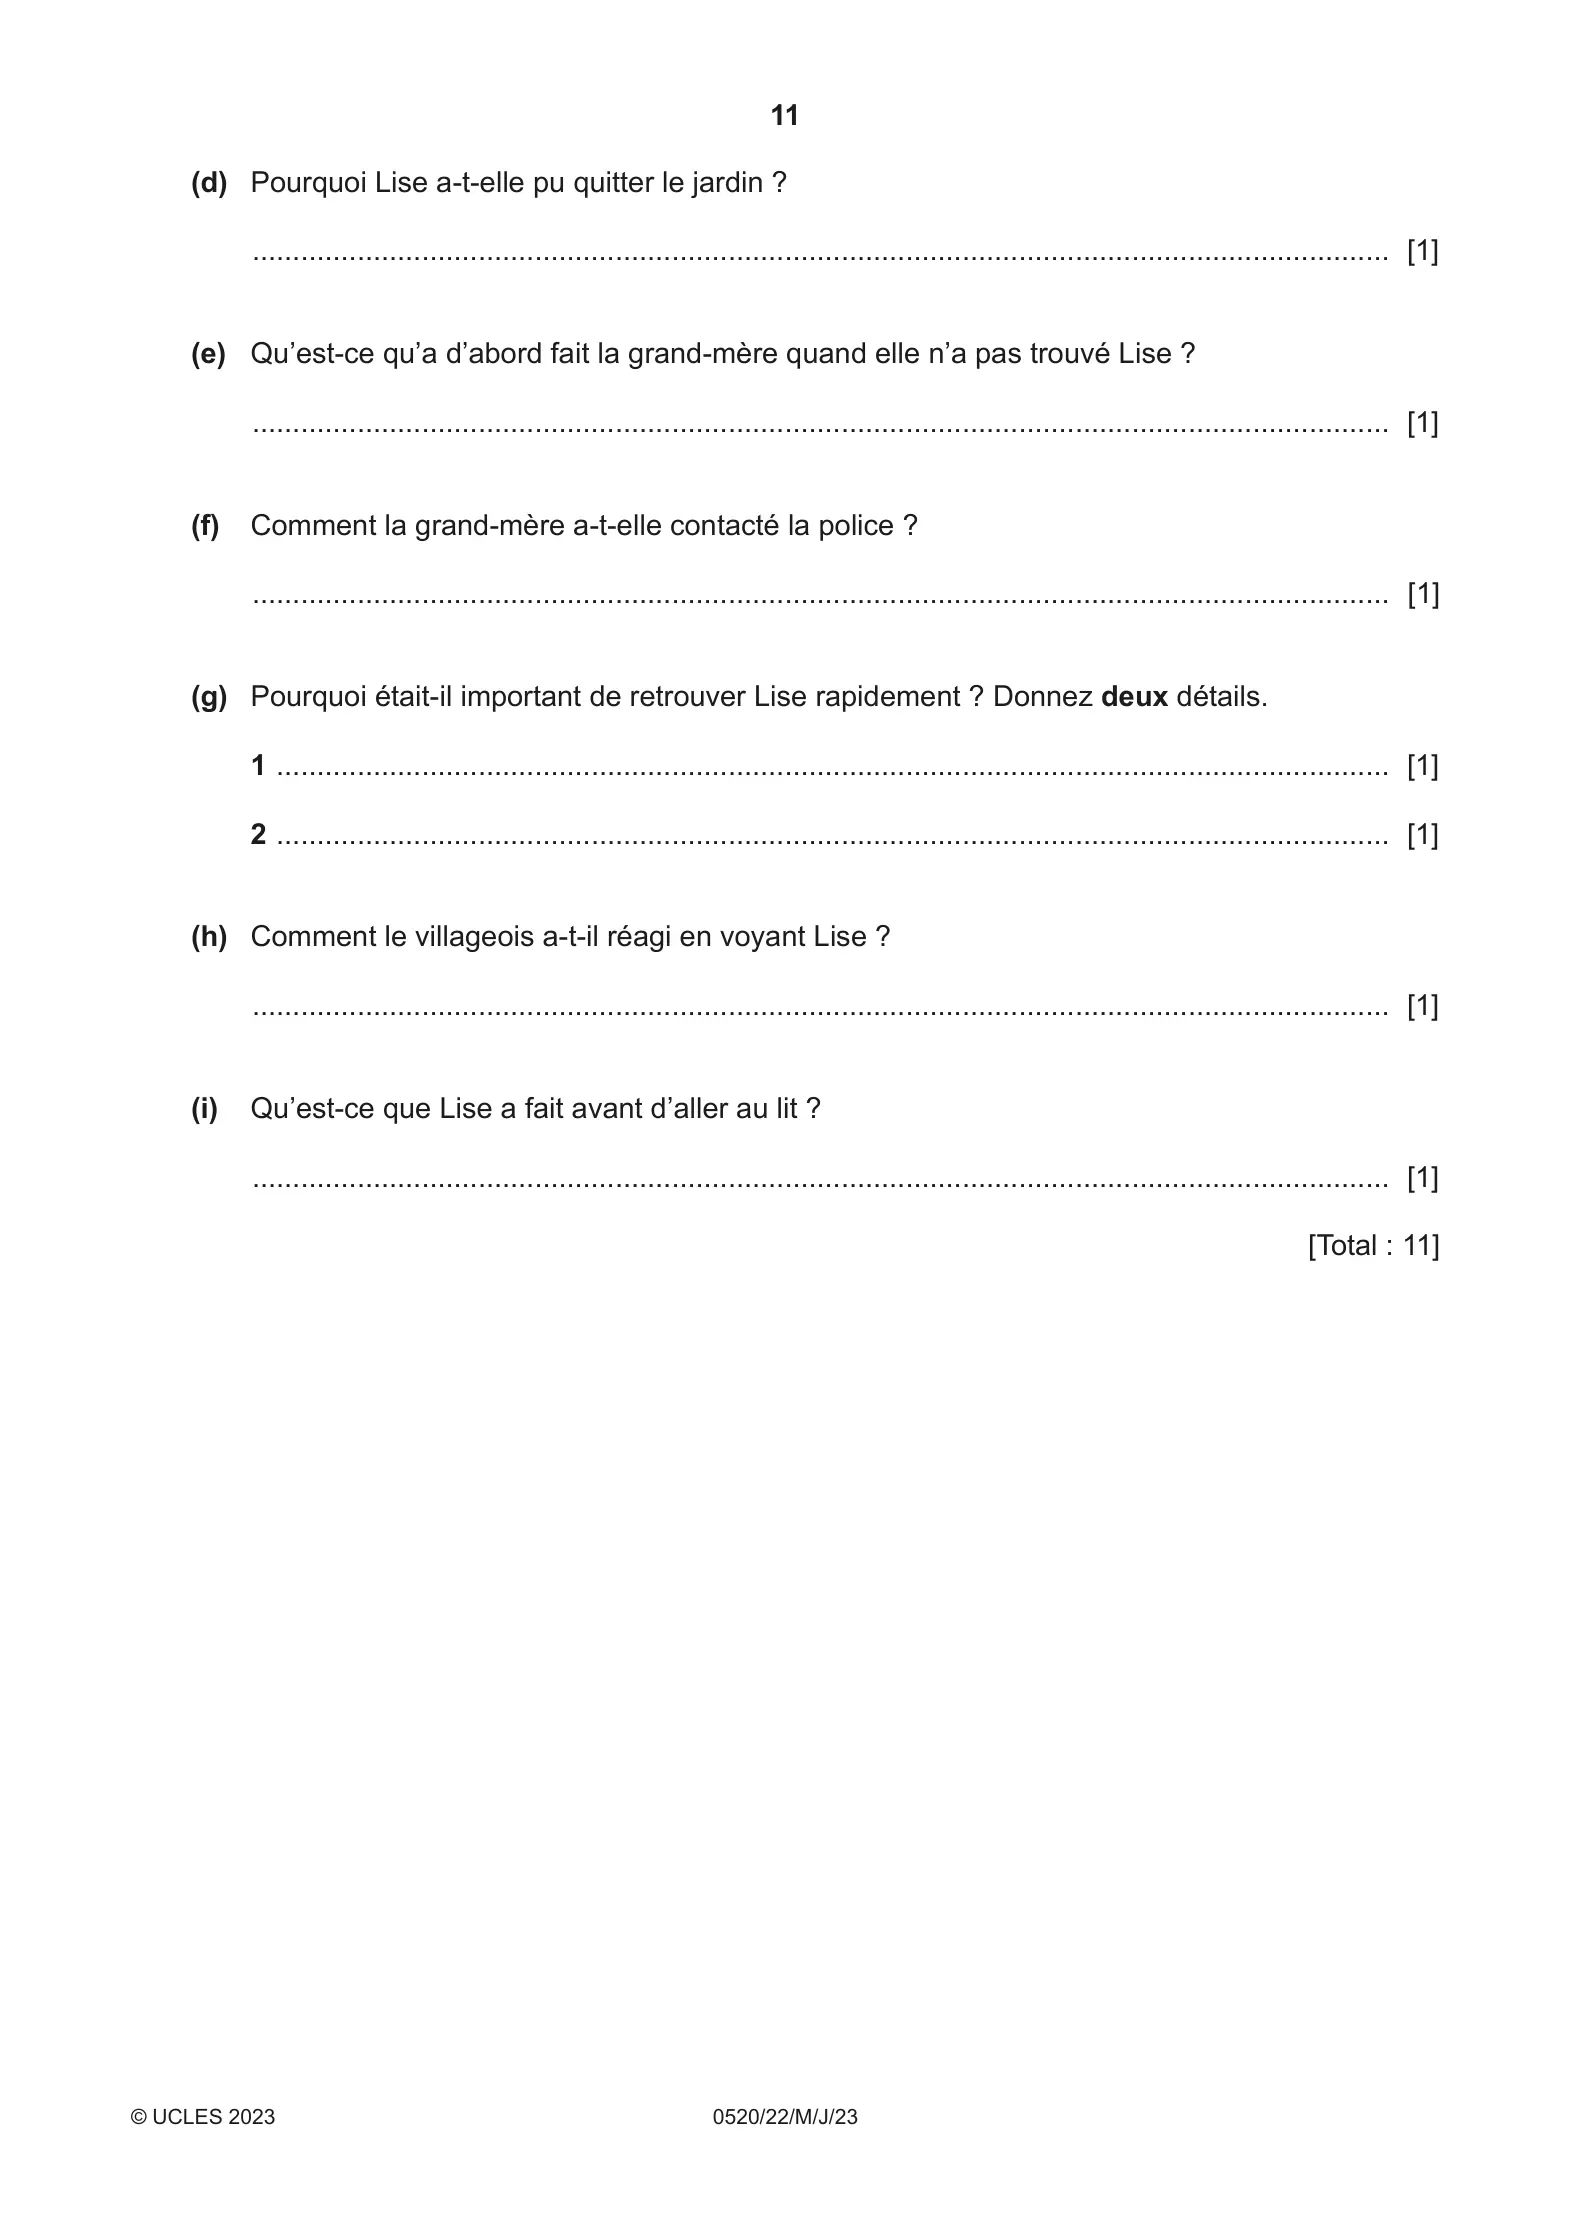 11
(d) Pourquoi Lise a-t-elle pu quitter le jardin ?
.......................................................................................................................................... [1]
(e) Qu’est-ce qu’a d’abord fait la grand-mère quand elle n’a pas trouvé Lise ?
.......................................................................................................................................... [1]
(f) Comment la grand-mère a-t-elle contacté la police ?
.......................................................................................................................................... [1]
(g) Pourquoi était-il important de retrouver Lise rapidement ? Donnez deux détails.
1 ....................................................................................................................................... [1]
2 ....................................................................................................................................... [1]
(h) Comment le villageois a-t-il réagi en voyant Lise ?
.......................................................................................................................................... [1]
(i) Qu’est-ce que Lise a fait avant d’aller au lit ?
.......................................................................................................................................... [1]
[Total : 11]
© UCLES 2023 0520/22/M/J/23